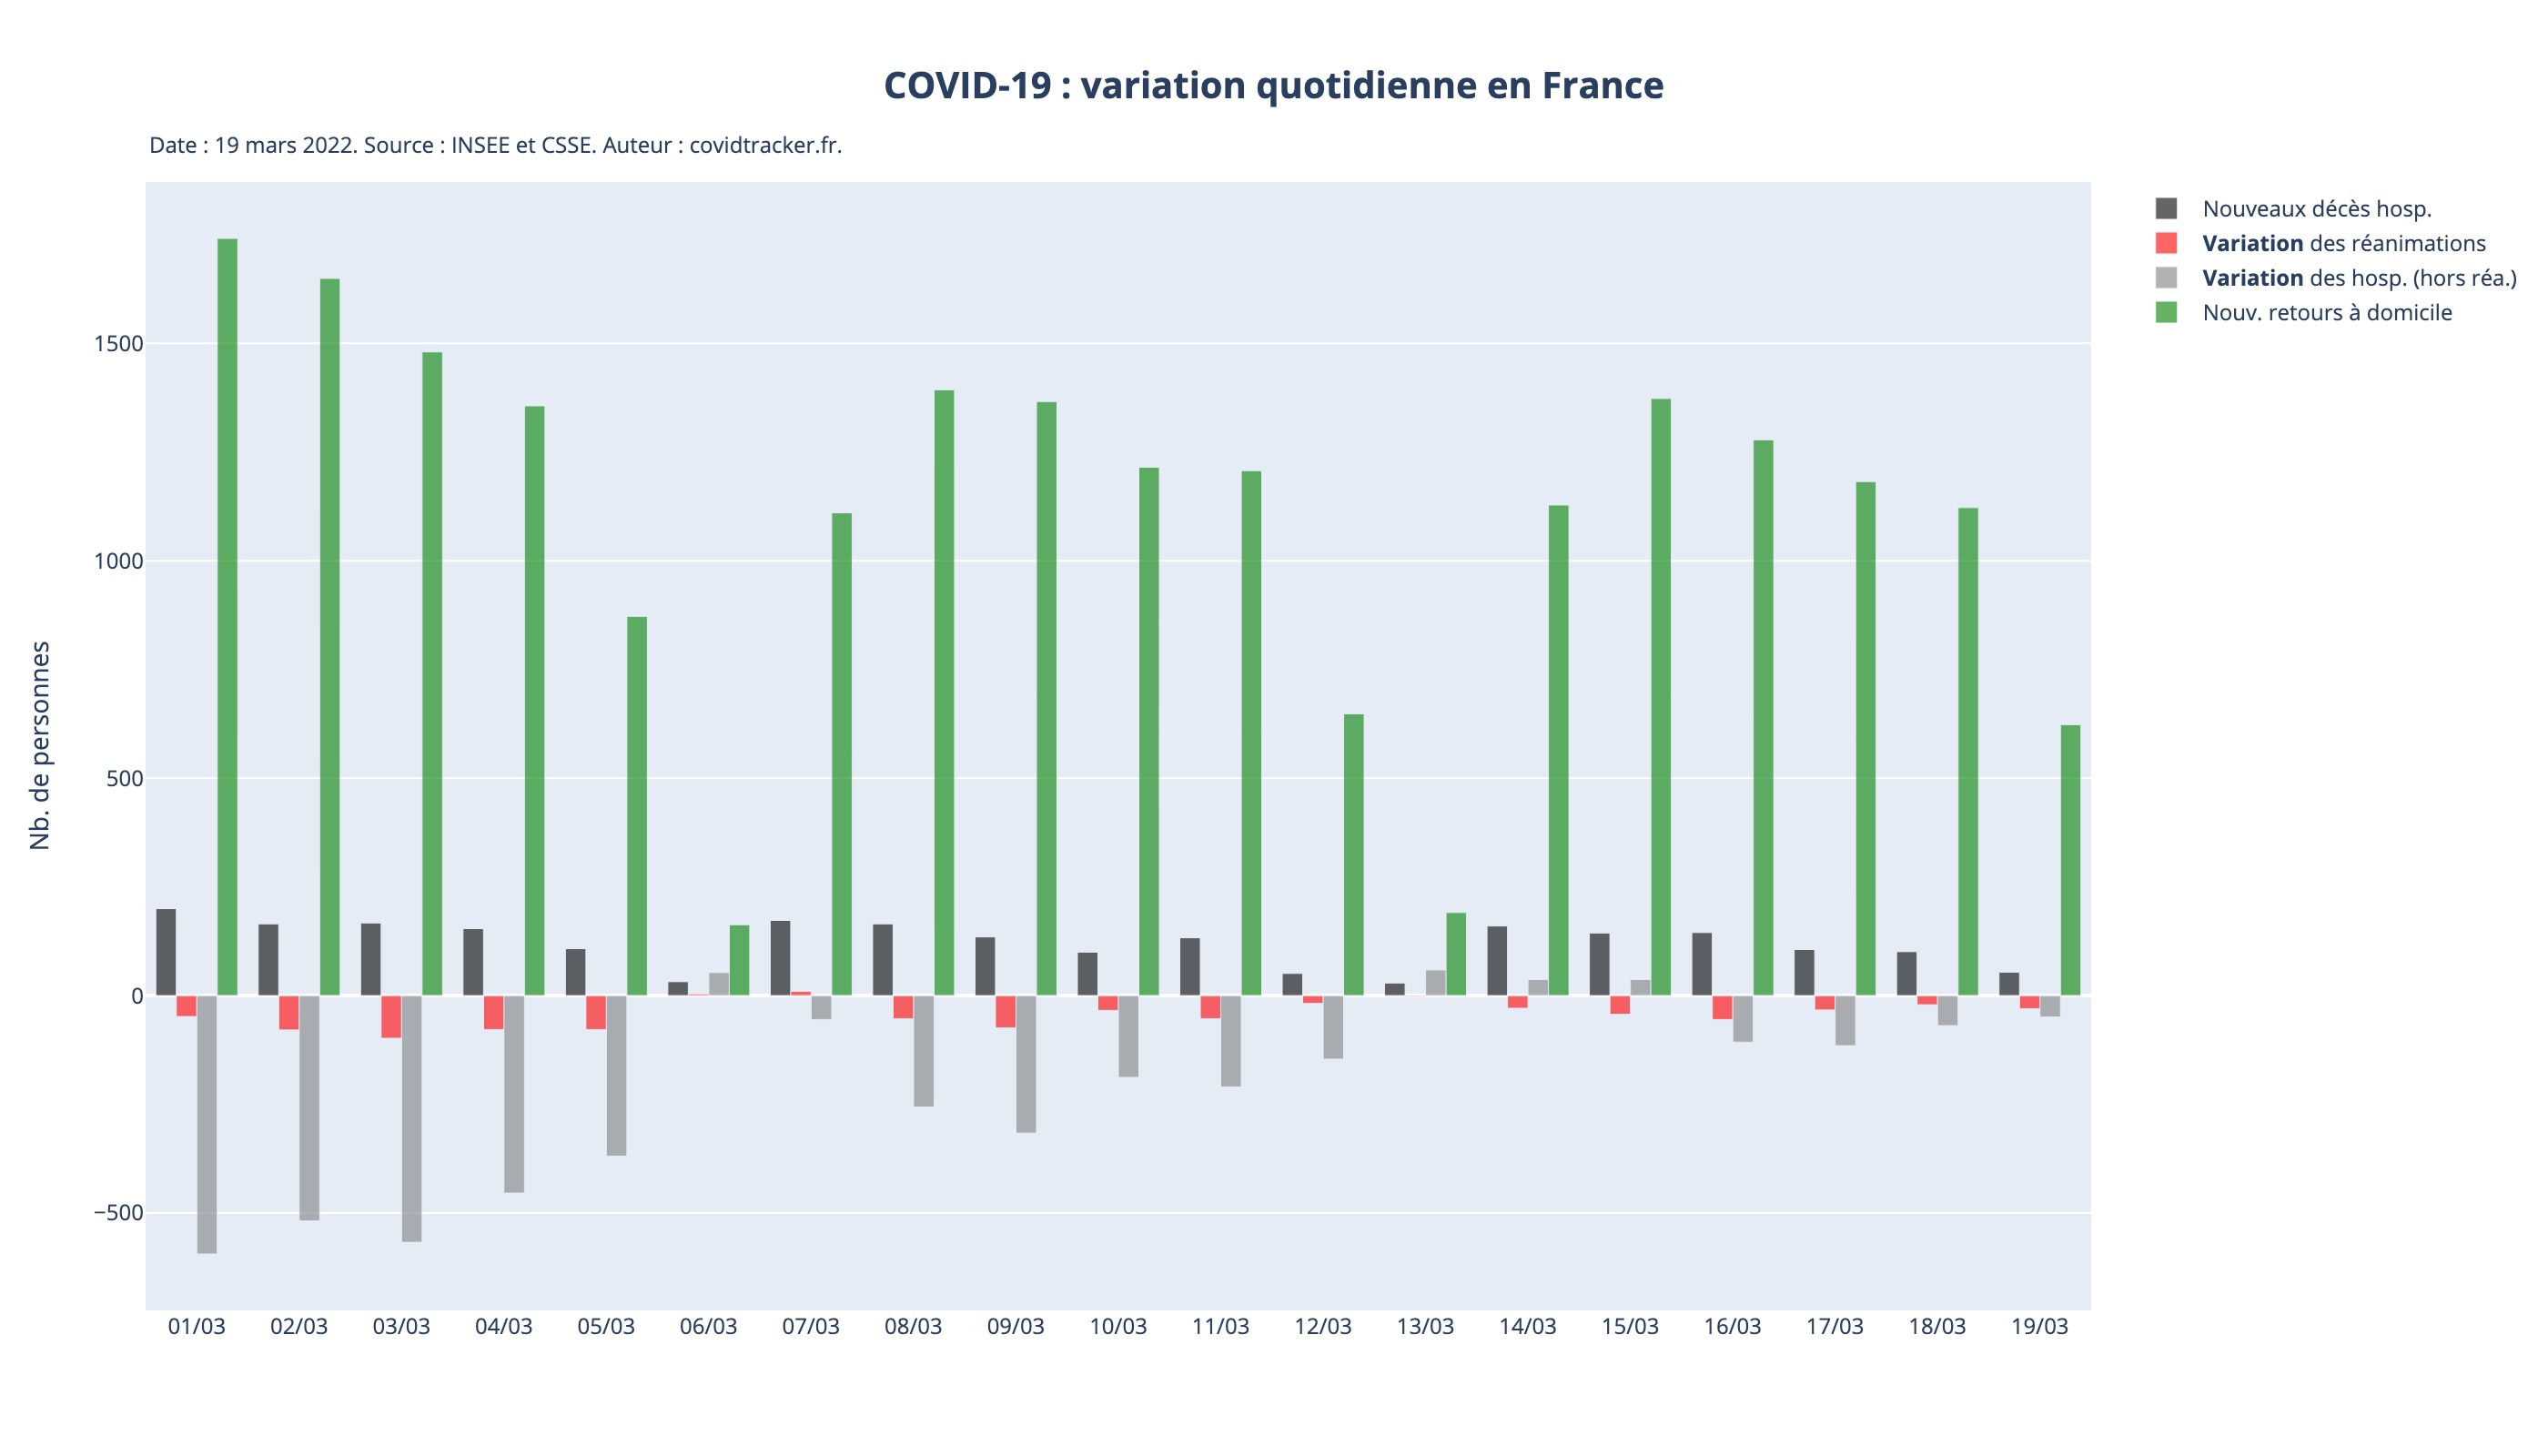 COVID-19 : variation quotidienne en France
Date : 19 mars 2022. Source : INSEE et CSSE. Auteur : covidtracker.fr.
Nouveaux décès hosp.
Variation des réanimations
Variation des hosp. (hors réa.)
Nouv. retours à domicile
Nb. de personnes
1500
1000
500
0
−500
01/03 02/03 03/03 04/03 05/03 06/03 07/03 08/03 09/03 10/03 11/03 12/03 13/03 14/03 15/03 16/03 17/03 18/03 19/03